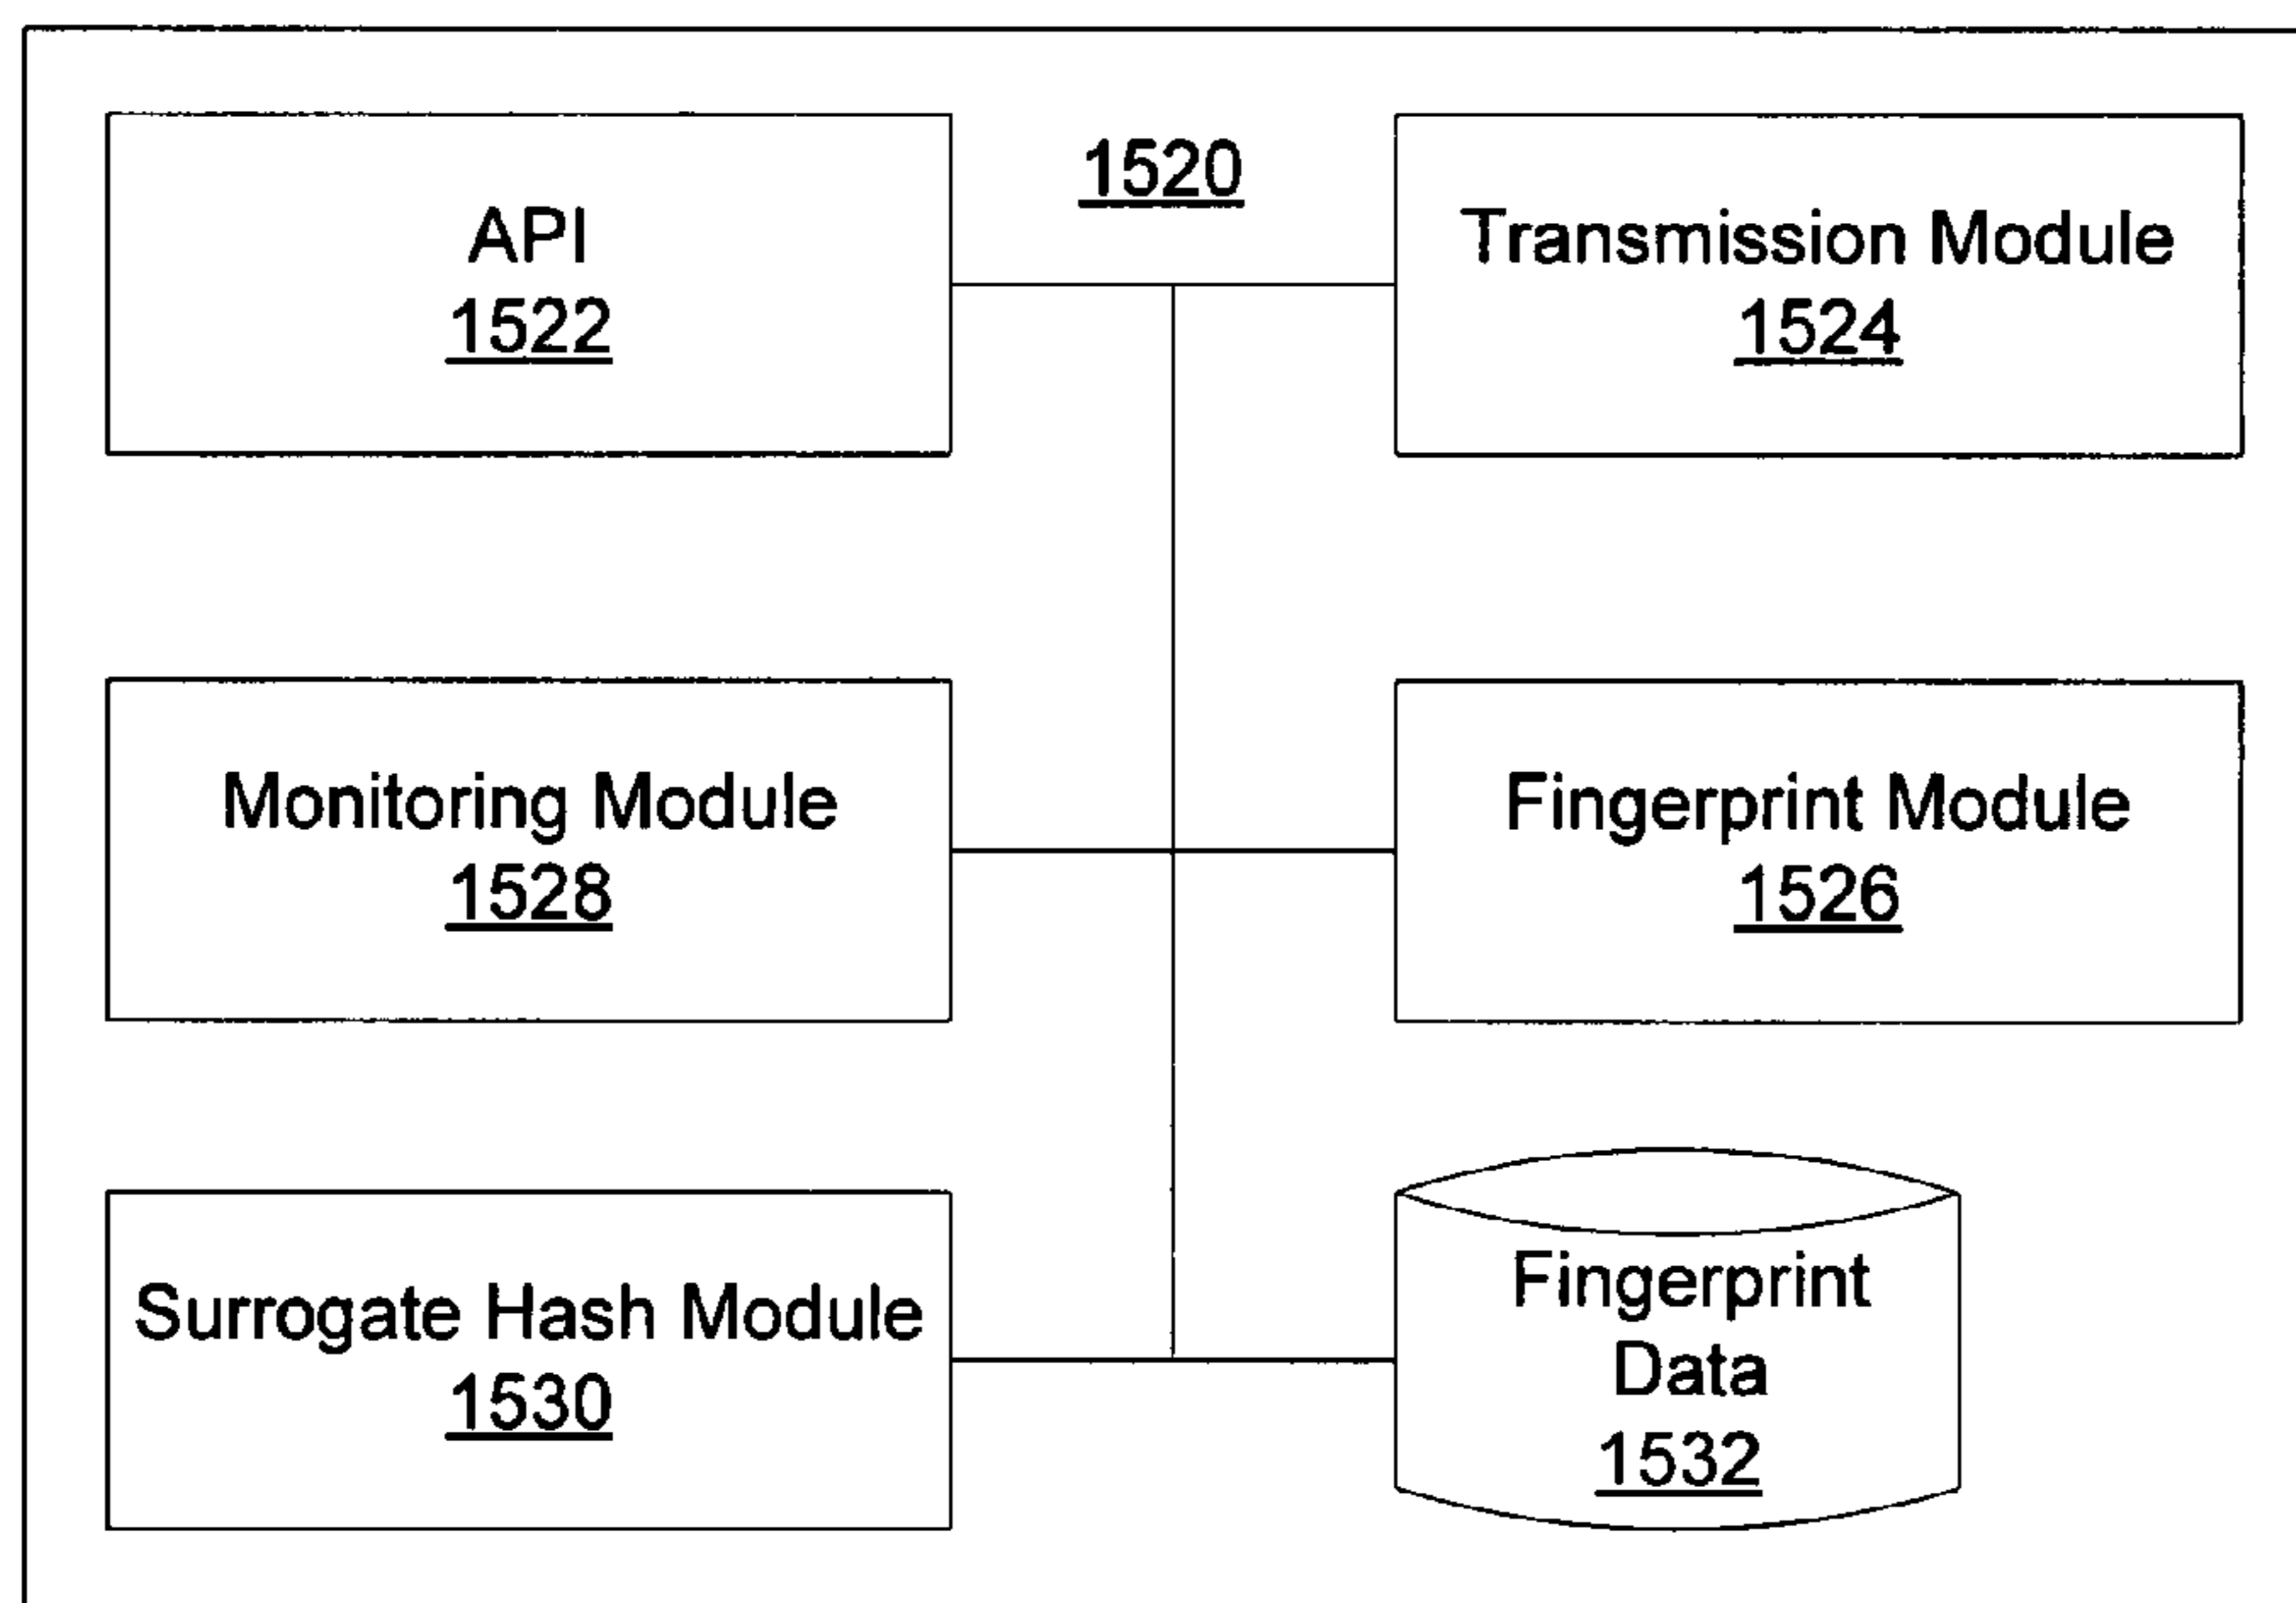 API
1522
1520
Transmission Module
1524
Monitoring Module
1528
Fingerprint Module
1526
Surrogate Hash Module
1530
Fingerprint
Data
1532